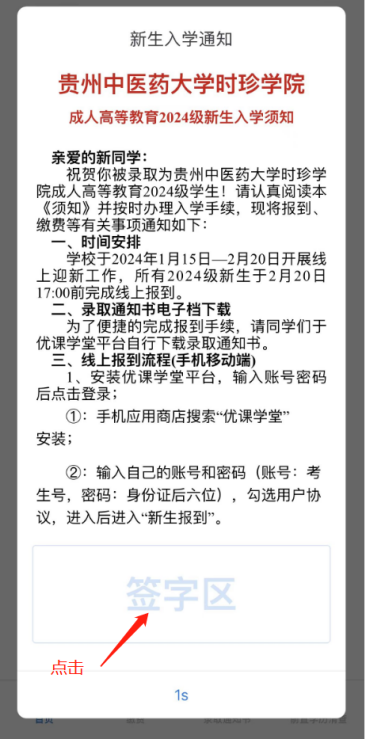 新生入学通知
贵州中医药大学时珍学院
成人高等教育2024级新生入学须知
亲爱的新同学：
祝贺你被录取为贵州中医药大学时珍学
院成人高等教育2024级学生！请认真阅读本
《须知》并按时办理入学手续，现将报到、
缴费等有关事项通知如下：
一、时间安排
学校于2024年1月15日—2月20日开展线
上迎新工作，所有2024级新生于2月20日
17:00前完成线上报到。
二、录取通知书电子档下载
为了便捷的完成报到手续，请同学们于
优课学堂平台自行下载录取通知书。
三、线上报到流程(手机移动端)
1、安装优课学堂平台，输入账号密码
后点击登录；
①：手机应用商店搜索“优课学堂”
安装；
②：输入自己的账号和密码（账号：考
生号，密码：身份证后六位），勾选用户协
议，进入后进入“新生报到”。
签字区
点击
1s
首页